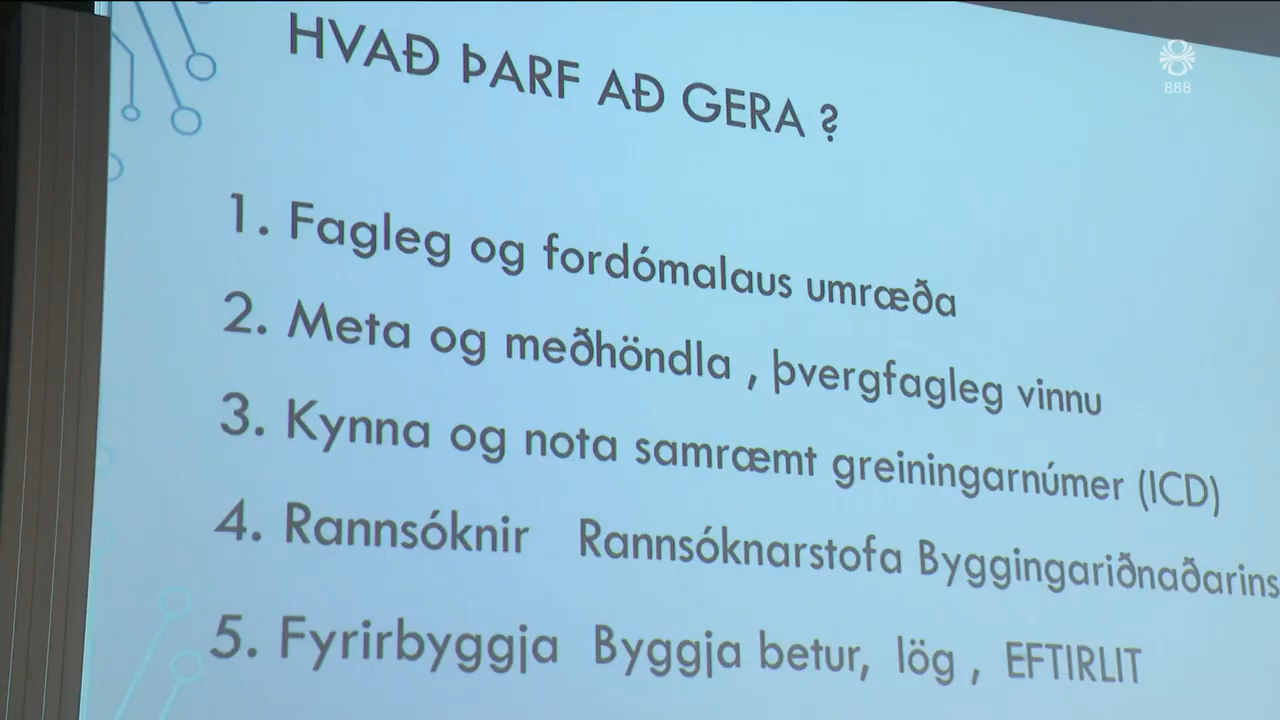 HVAÐ ÞARF AÐ GERA ?
888
1. Fagleg og fordómalaus umræða
2. Meta og meðhöndla , þvergfagleg vinnu
3. Kynna og nota samræmt greiningarnúmer (ICD)
4. Rannsóknir Rannsóknarstofa Byggingariðnaðarins
5. Fyrirbyggja Byggja betur, lög , EFTIRLIT